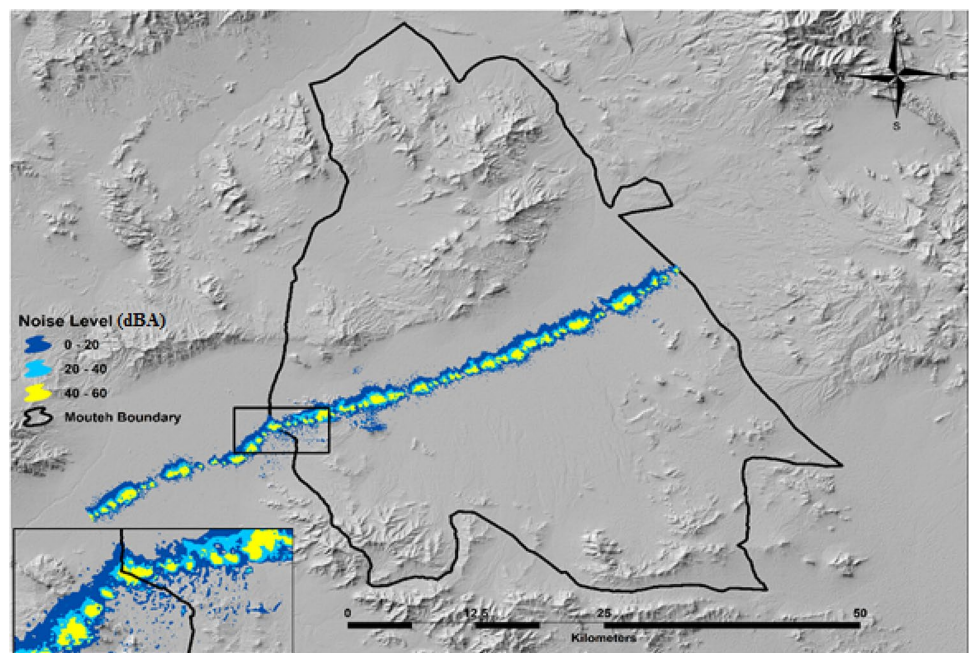 S
Noise Level (dBA)
0 - 20
20 - 40
40 - 60
Mouteh Boundary
0 12.5 25 50
Kilometers